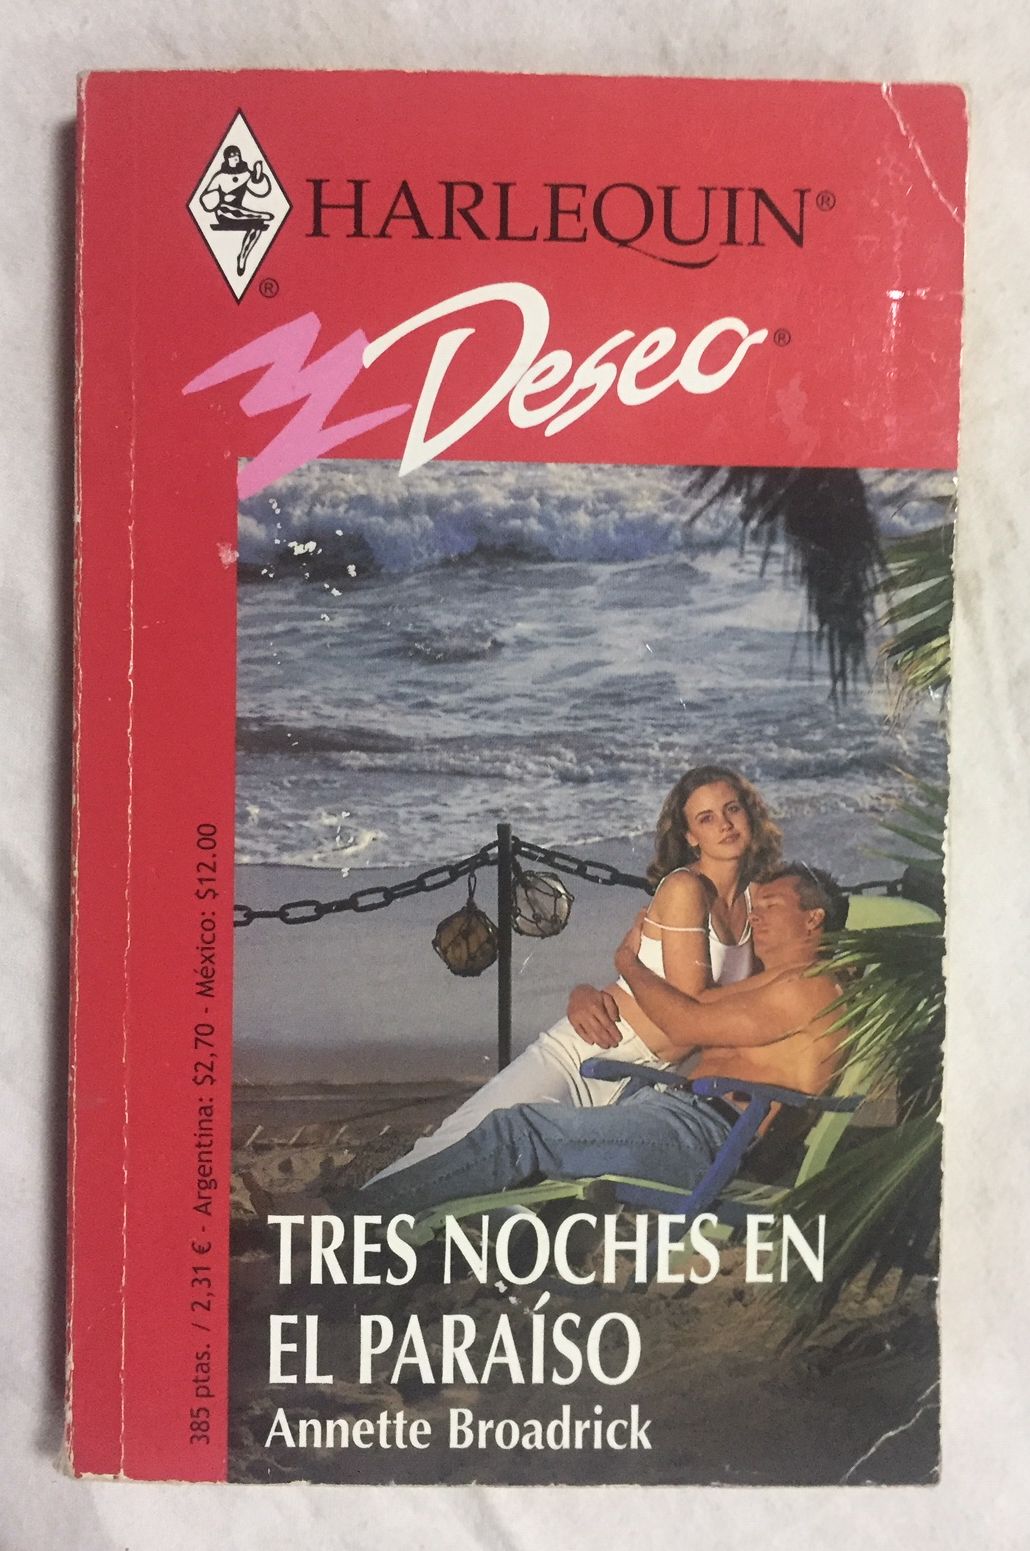 HARLEQUIN®
®
Deseo®
385 ptas. / 2,31 € - Argentina: $2,70 - México: $12.00
TRES NOCHES EN
EL PARAÍSO
Annette Broadrick